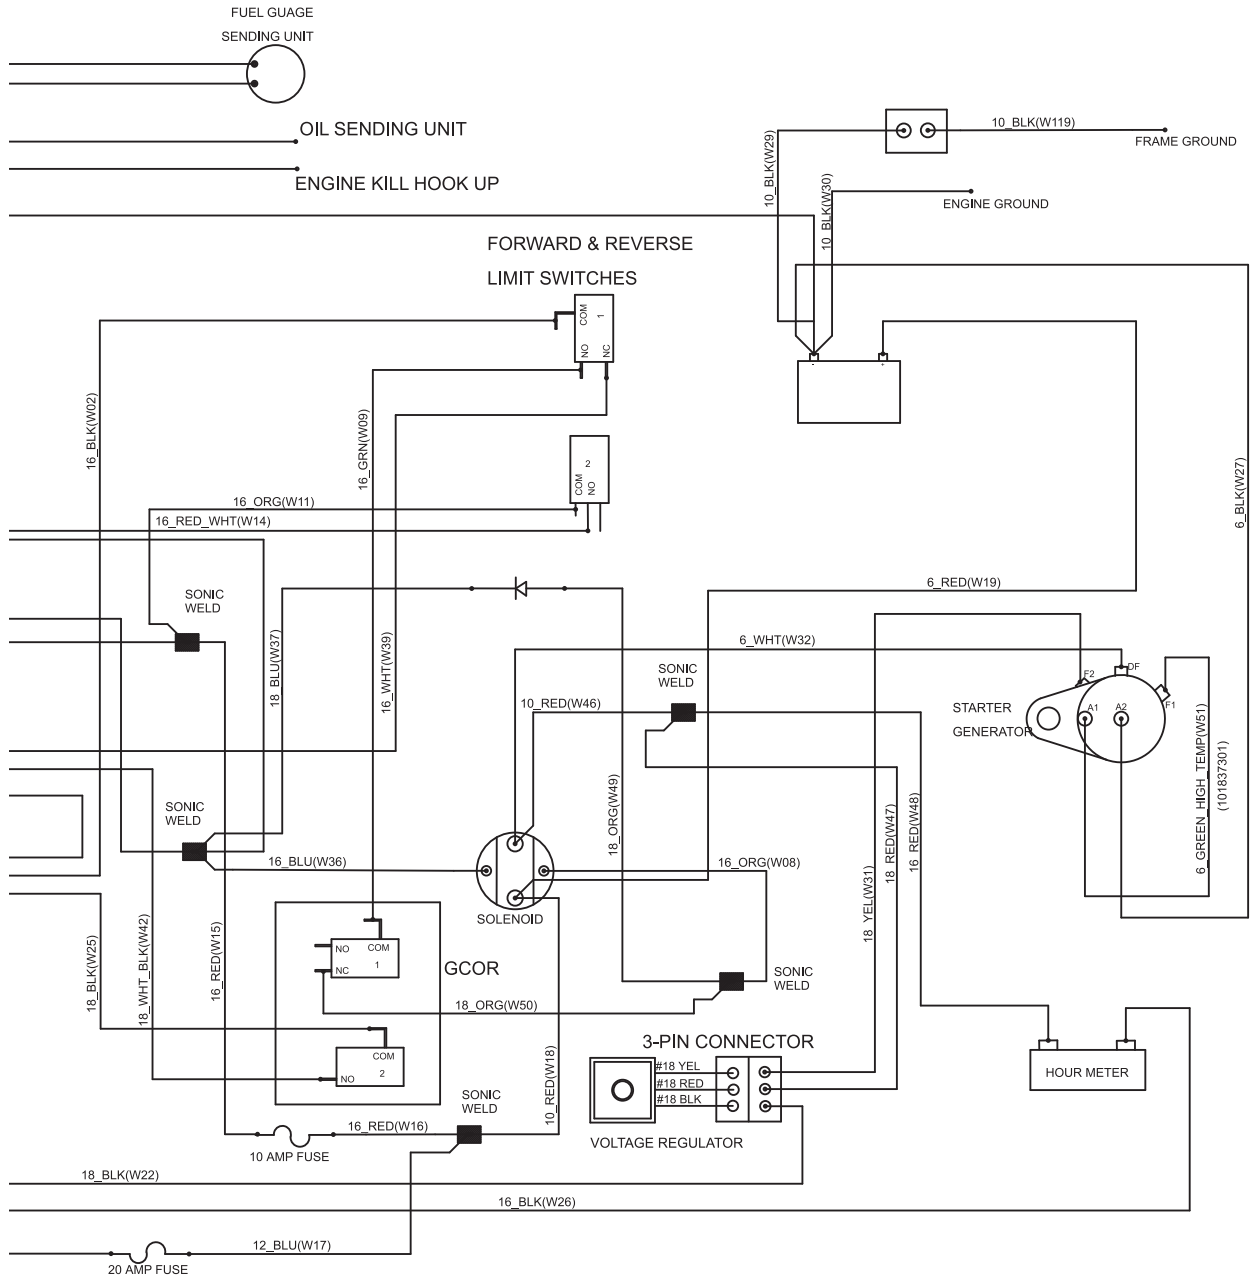 FUEL GUAGE
SENDING UNIT
OIL SENDING UNIT
ENGINE KILL HOOK UP
10_BLK(W29)
10_BLK(W119)
FRAME GROUND
10_BLK(W30)
ENGINE GROUND
FORWARD & REVERSE
LIMIT SWITCHES
COM
1
NO
NC
-
+
16_BLK(W02)
16_GRN(W09)
2
COM
NO
16_ORG(W11)
16_RED_WHT(W14)
6_BLK(W27)
SONIC
WELD
6_RED(W19)
18_BLU(W37)
16_WHT(W39)
6_WHT(W32)
SONIC
WELD
10_RED(W46)
STARTER
GENERATOR
F2
DF
A1
A2
F1
6_GREEN_HIGH_TEMP(W51)
(101837301)
SONIC
WELD
18_ORG(W49)
18_RED(W47)
16_RED(W48)
16_BLU(W36)
16_ORG(W08)
18_YEL(W31)
SOLENOID
18_BLK(W25)
18_WHT_BLK(W42)
16_RED(W15)
NO
COM
NC
1
GCOR
SONIC
WELD
18_ORG(W50)
COM
NO
2
10_RED(W18)
3-PIN CONNECTOR
#18 YEL
#18 RED
#18 BLK
VOLTAGE REGULATOR
HOUR METER
SONIC
WELD
16_RED(W16)
10 AMP FUSE
18_BLK(W22)
16_BLK(W26)
12_BLU(W17)
20 AMP FUSE